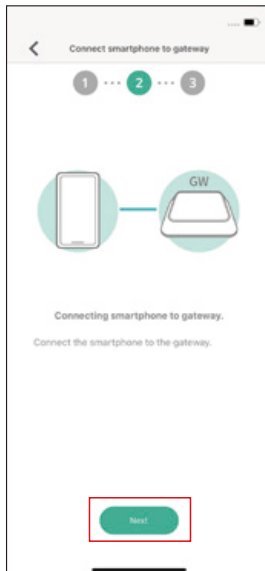 Connect smartphone to gateway
1 ··· 2 ··· 3
GW
Connecting smartphone to gateway.
Connect the smartphone to the gateway.
Next